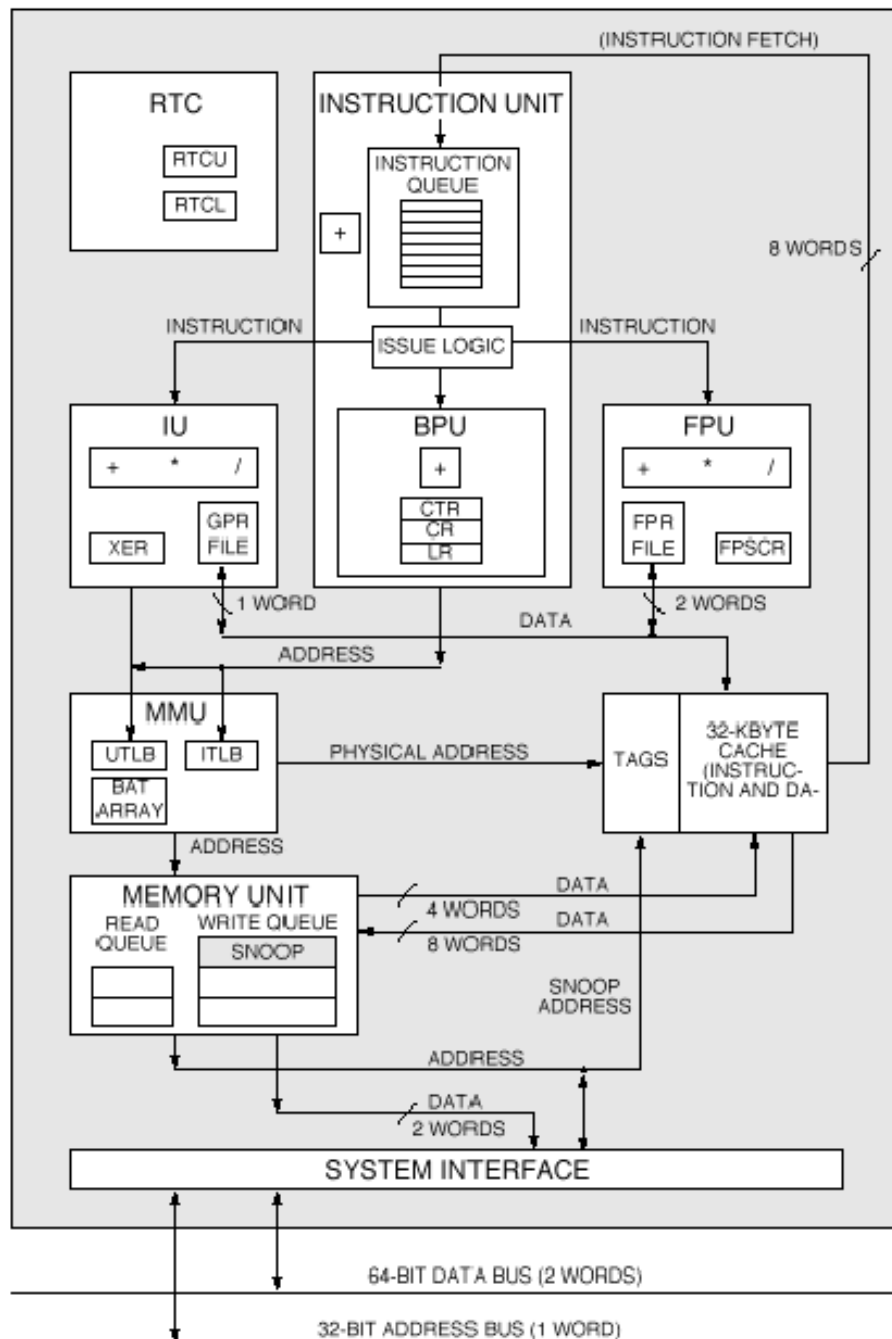 (INSTRUCTION FETCH)
RTC
RTCU
RTCL
INSTRUCTION UNIT
INSTRUCTION
QUEUE
+
8 WORDS
INSTRUCTION
ISSUE LOGIC
INSTRUCTION
IU
+ * /
XER
GPR
FILE
BPU
+
CTR
CR
LR
FPU
+ * /
FPR
FILE
FPSCR
1 WORD
2 WORDS
DATA
ADDRESS
MMU
UTLB
ITLB
BAT
ARRAY
PHYSICAL ADDRESS
TAGS
32-KBYTE
CACHE
(INSTRUC-
TION AND DA-
ADDRESS
MEMORY UNIT
READ
QUEUE
WRITE QUEUE
SNOOP
DATA
4 WORDS
DATA
8 WORDS
SNOOP
ADDRESS
ADDRESS
DATA
2 WORDS
SYSTEM INTERFACE
64-BIT DATA BUS (2 WORDS)
32-BIT ADDRESS BUS (1 WORD)